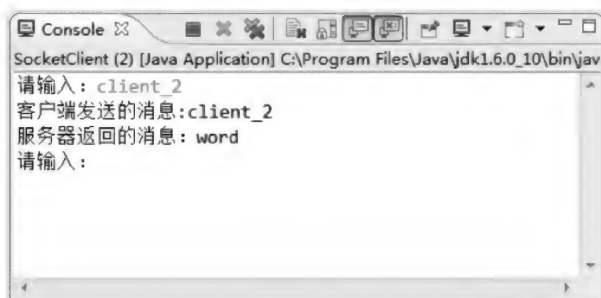 Console
SocketClient (2) [Java Application] C:\Program Files\Java\jdk1.6.0_10\bin\jav
请输入: client_2
客户端发送的消息:client_2
服务器返回的消息: word
请输入: